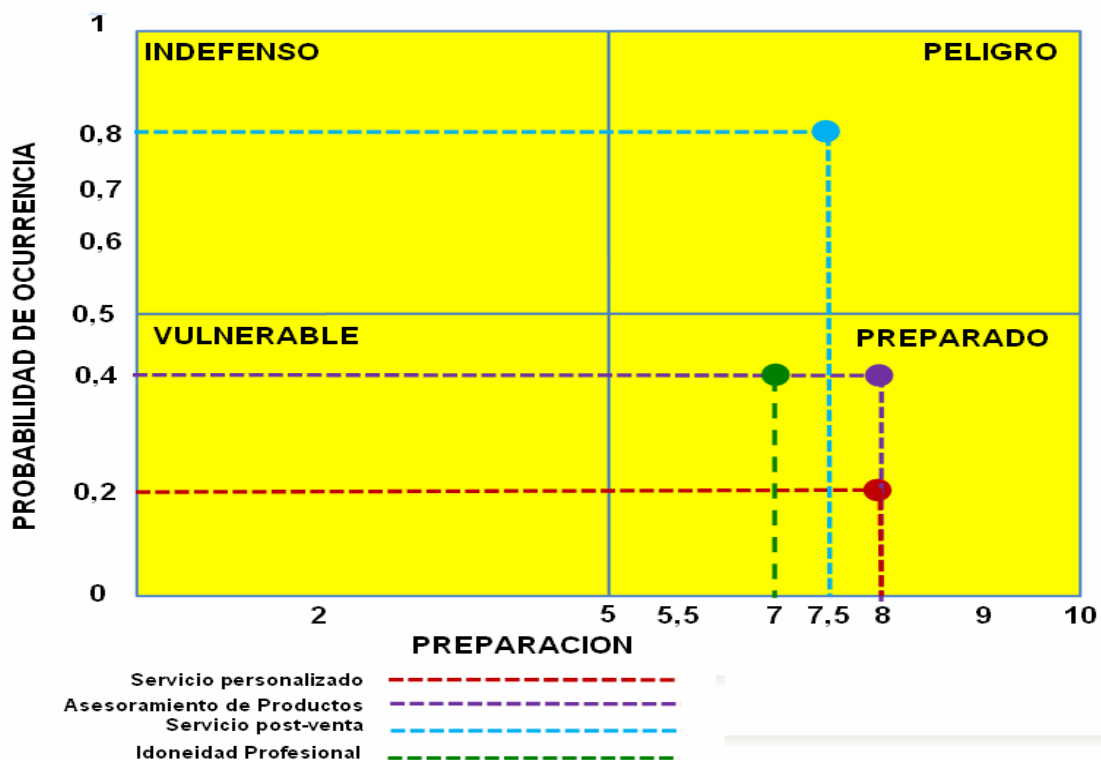 1
INDEFENSO
PELIGRO
0,8
0,7
0,6
PROBABILIDAD DE OCURRENCIA
0,5
VULNERABLE
PREPARADO
0,4
0,2
0
2
5
5,5
7
7,5
8
9
10
PREPARACION
Servicio personalizado
Asesoramiento de Productos
Servicio post-venta
Idoneidad Profesional